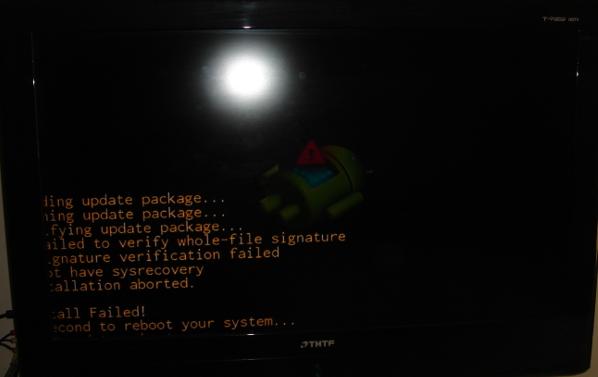 ding update package...
ning update package...
fying update package...
ailed to verify whole-file signature
gnature verification failed
ot have sysrecovery
allation aborted.
all Failed!
econd to reboot your system...
THTF